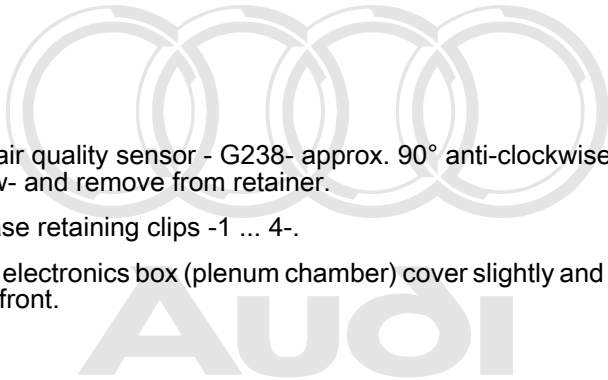 air quality sensor - G238- approx. 90° anti-clockwise
w- and remove from retainer.
ase retaining clips -1 ... 4-.
electronics box (plenum chamber) cover slightly and
front.
Audi